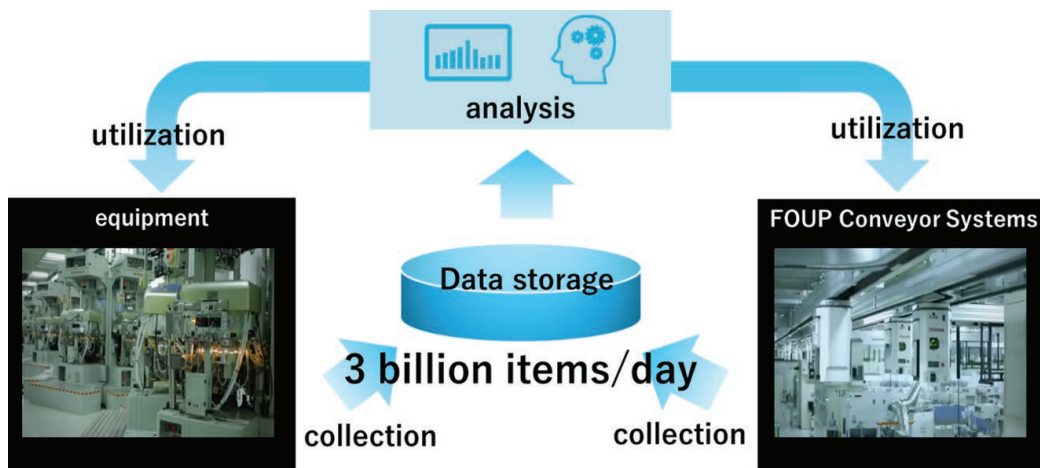 analysis
utilization
utilization
equipment
FOUP Conveyor Systems
Data storage
3 billion items/day
collection
collection